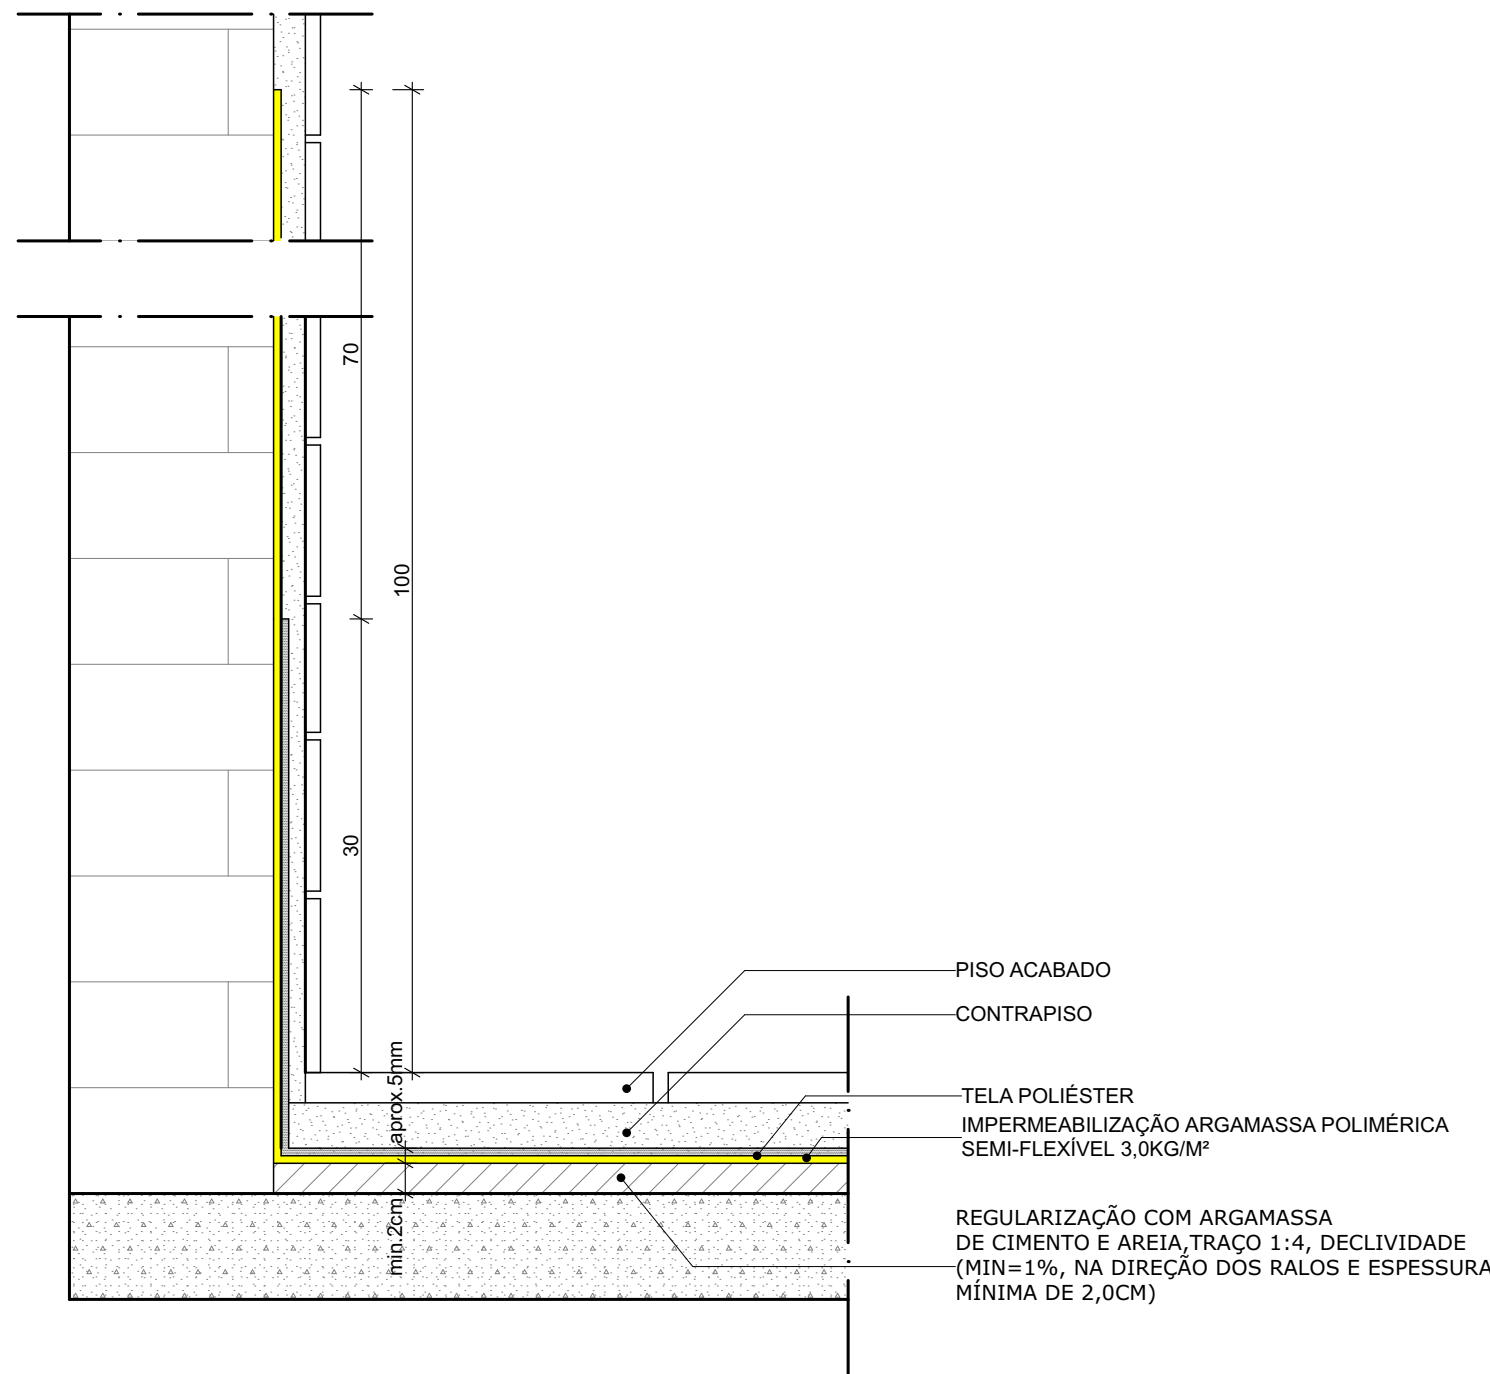 70
100
30
PISO ACABADO
CONTRAPISO
aprox.5mm
TELA POLIÉSTER
IMPERMEABILIZAÇÃO ARGAMASSA POLIMÉRICA
SEMI-FLEXÍVEL 3,0KG/M²
min.2cm
REGULARIZAÇÃO COM ARGAMASSA
DE CIMENTO E AREIA,TRAÇO 1:4, DECLIVIDADE
(MIN=1%, NA DIREÇÃO DOS RALOS E ESPESSURA
MÍNIMA DE 2,0CM)